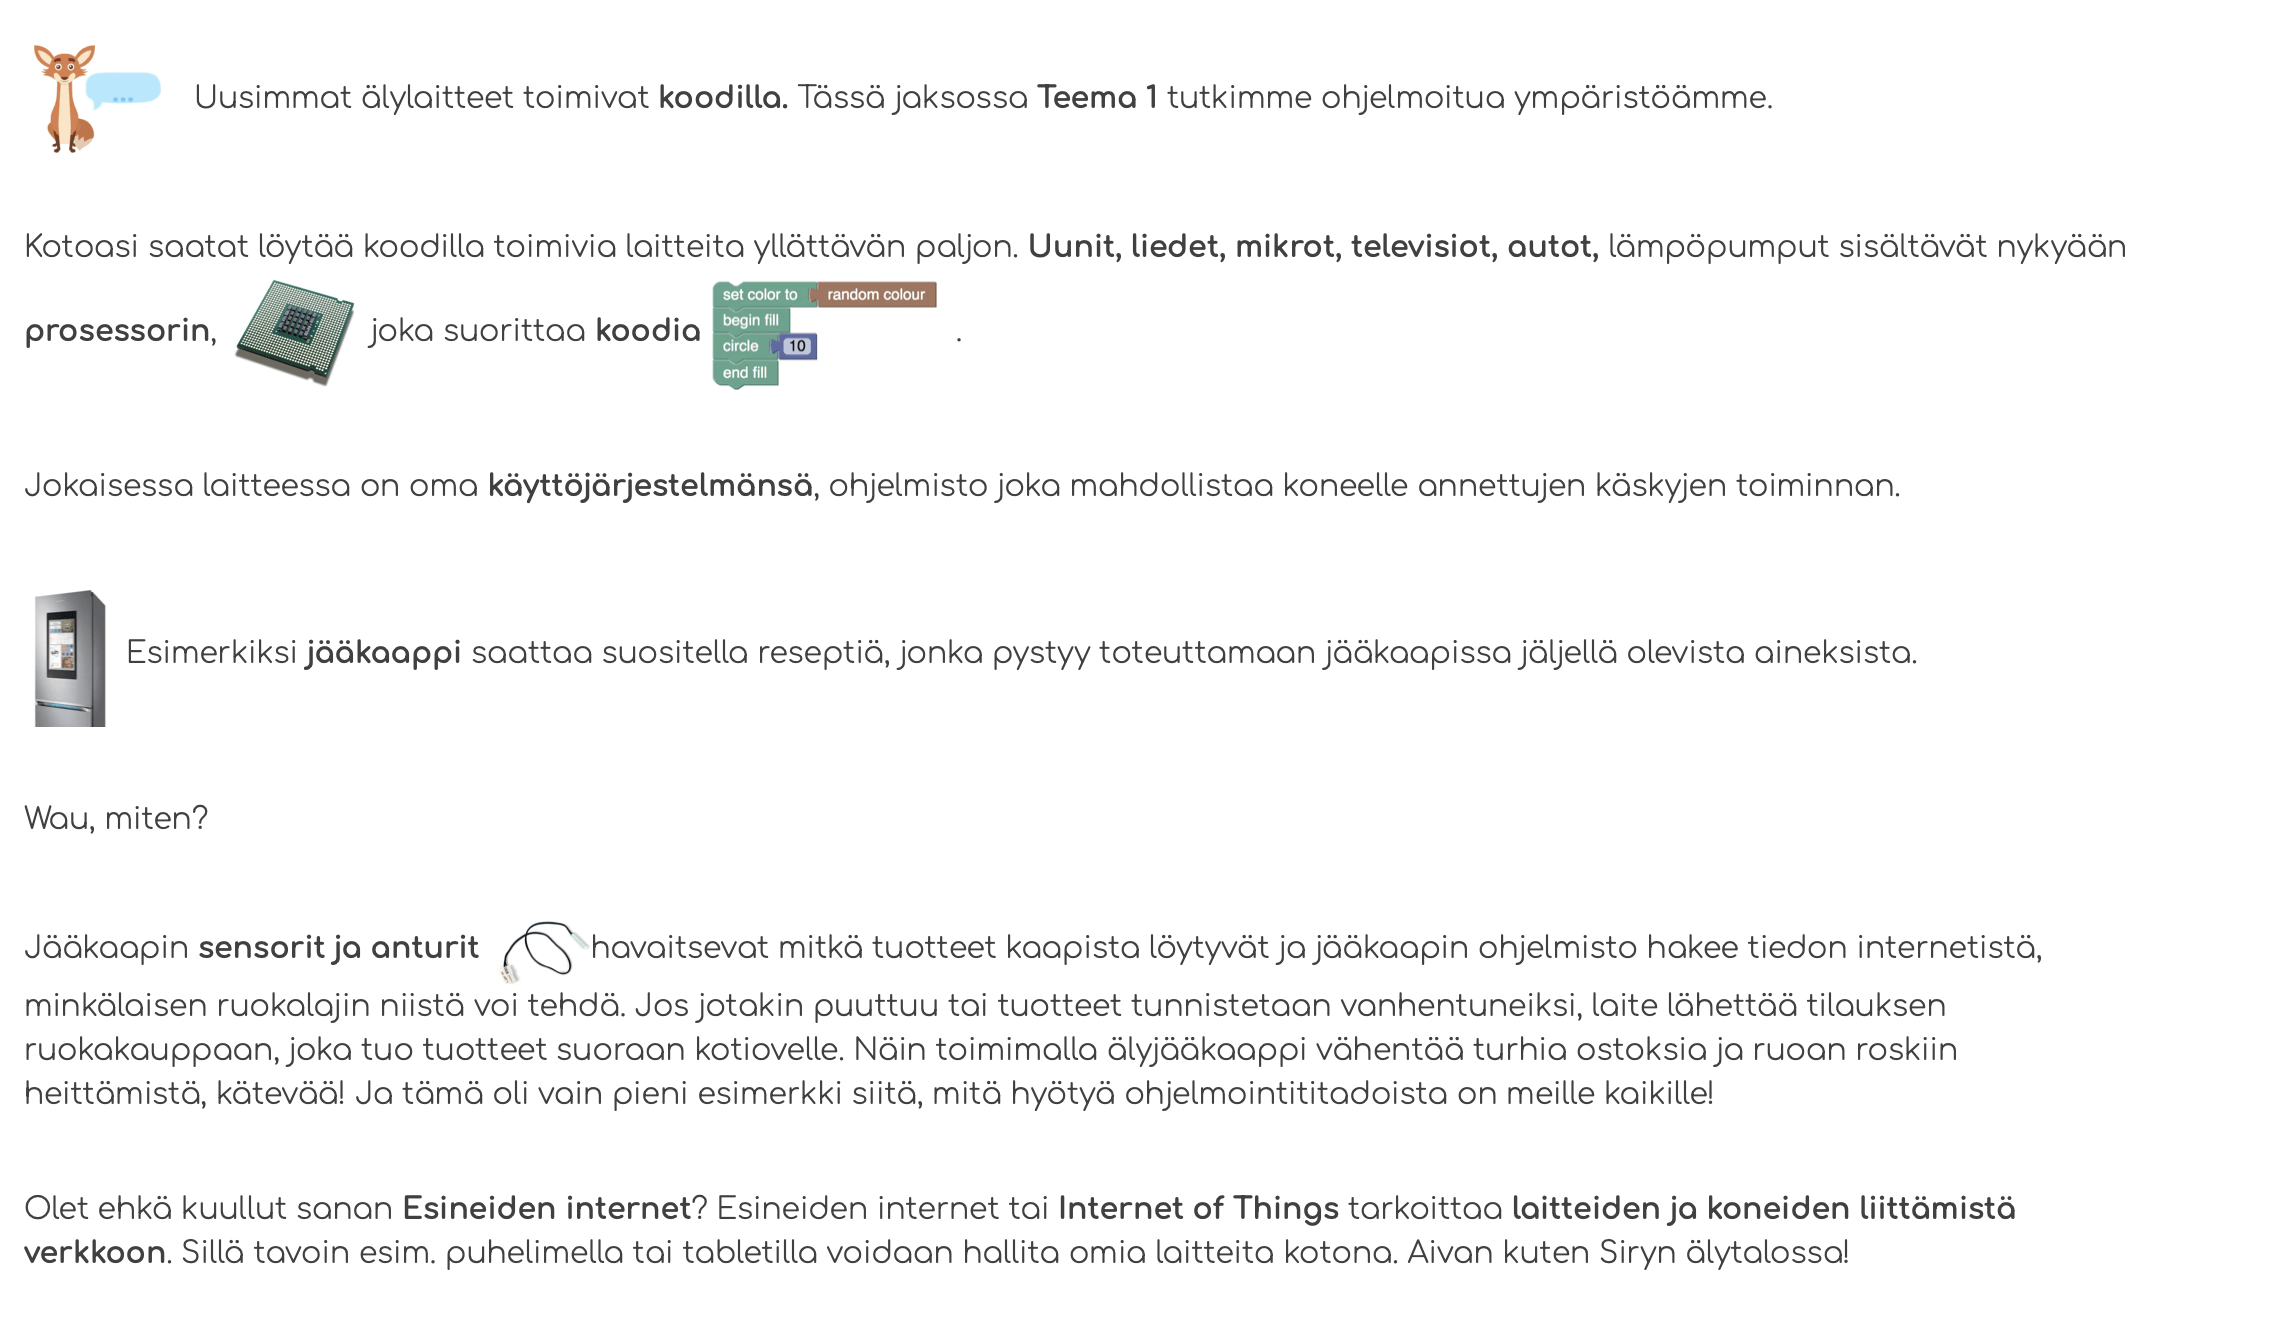 Uusimmat älylaitteet toimivat koodilla. Tässä jaksossa Teema 1 tutkimme ohjelmoitua ympäristöämme.
Kotoasi saatat löytää koodilla toimivia laitteita yllättävän paljon. Uunit, liedet, mikrot, televisiot, autot, lämpöpumput sisältävät nykyään
prosessorin, joka suorittaa koodia .
set color to random colour
begin fill
circle 10
end fill
Jokaisessa laitteessa on oma käyttöjärjestelmänsä, ohjelmisto joka mahdollistaa koneelle annettujen käskyjen toiminnan.
Esimerkiksi jääkaappi saattaa suositella reseptiä, jonka pystyy toteuttamaan jääkaapissa jäljellä olevista aineksista.
Wau, miten?
Jääkaapin sensorit ja anturit havaitsevat mitkä tuotteet kaapista löytyvät ja jääkaapin ohjelmisto hakee tiedon internetistä,
minkälaisen ruokalajin niistä voi tehdä. Jos jotakin puuttuu tai tuotteet tunnistetaan vanhentuneiksi, laite lähettää tilauksen
ruokakauppaan, joka tuo tuotteet suoraan kotiovelle. Näin toimimalla älyjääkaappi vähentää turhia ostoksia ja ruoan roskiin
heittämistä, kätevää! Ja tämä oli vain pieni esimerkki siitä, mitä hyötyä ohjelmointititadoista on meille kaikille!
Olet ehkä kuullut sanan Esineiden internet? Esineiden internet tai Internet of Things tarkoittaa laitteiden ja koneiden liittämistä
verkkoon. Sillä tavoin esim. puhelimella tai tabletilla voidaan hallita omia laitteita kotona. Aivan kuten Siryn älytalossa!